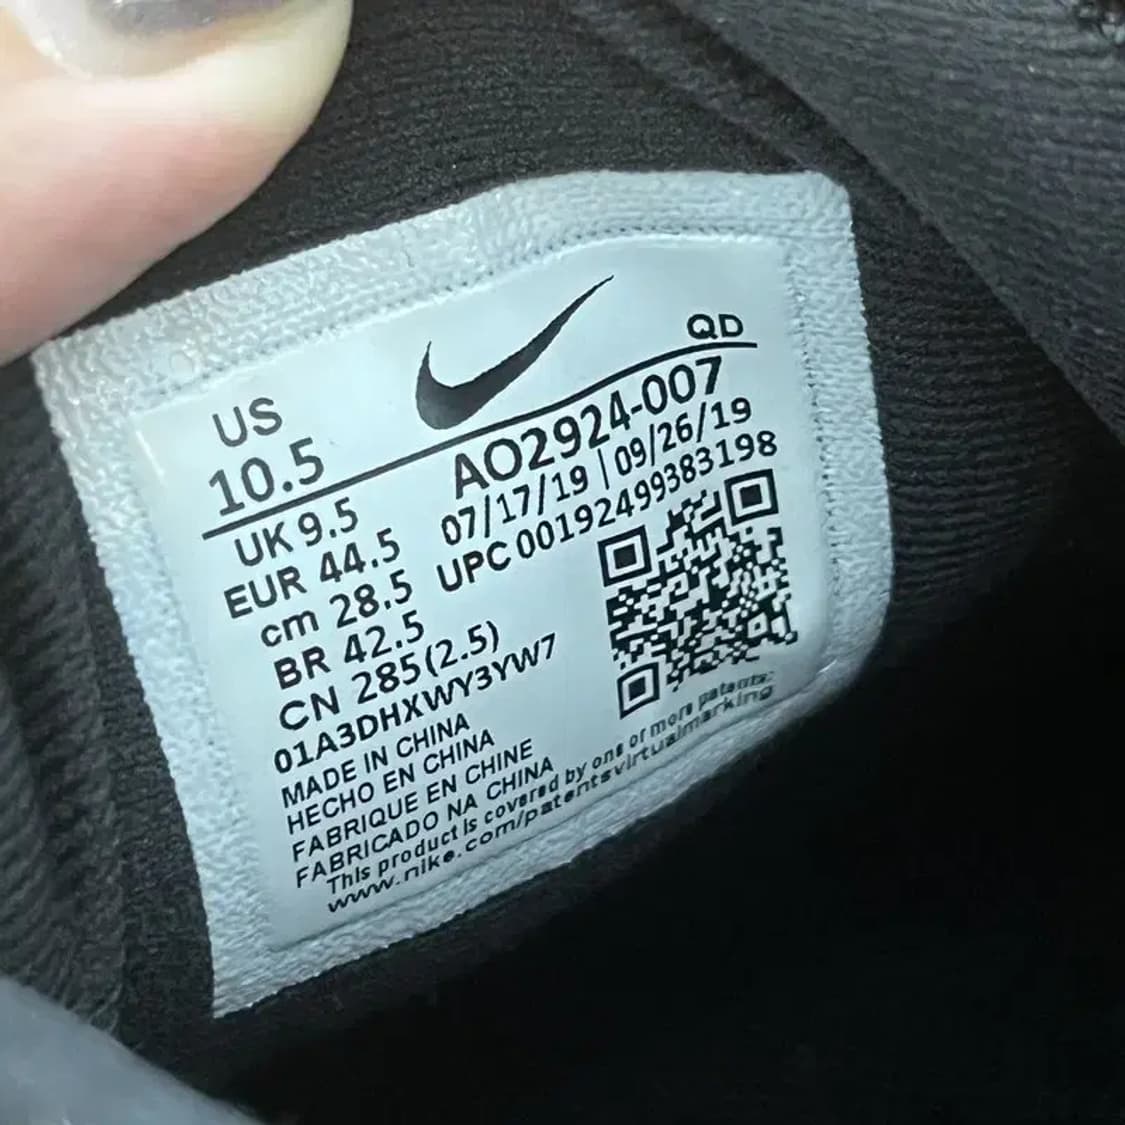 US
10.5
UK 9.5
EUR 44.5
cm 28.5
BR 42.5
CN 285(2.5)
01A3DHXWY3YW7
MADE IN CHINA
HECHO EN CHINA
FABRIQUE EN CHINE
FABRICADO NA CHINA
This product is covered by one or more patents:
www.nike.com/patentsvirtualmarking
QD
AO2924-007
07/17/19 | 09/26/19
UPC 00192499383198